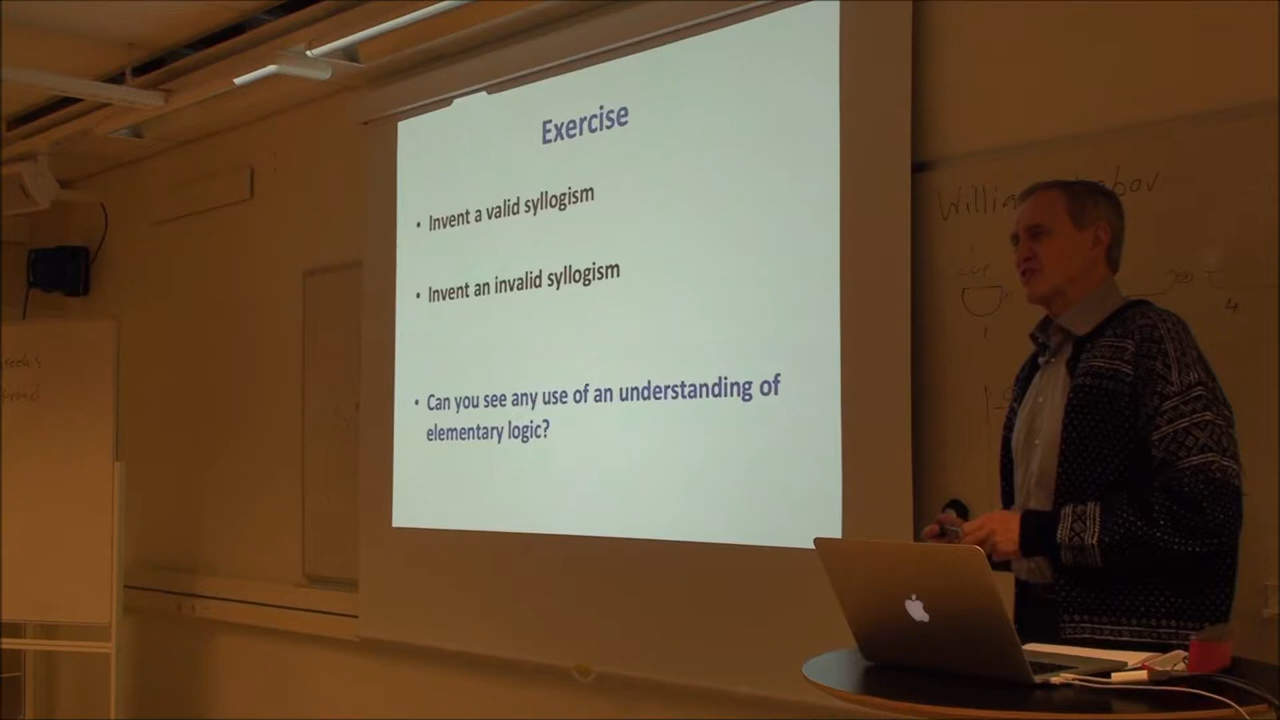 Exercise
• Invent a valid syllogism
• Invent an invalid syllogism
• Can you see any use of an understanding of
elementary logic?
4